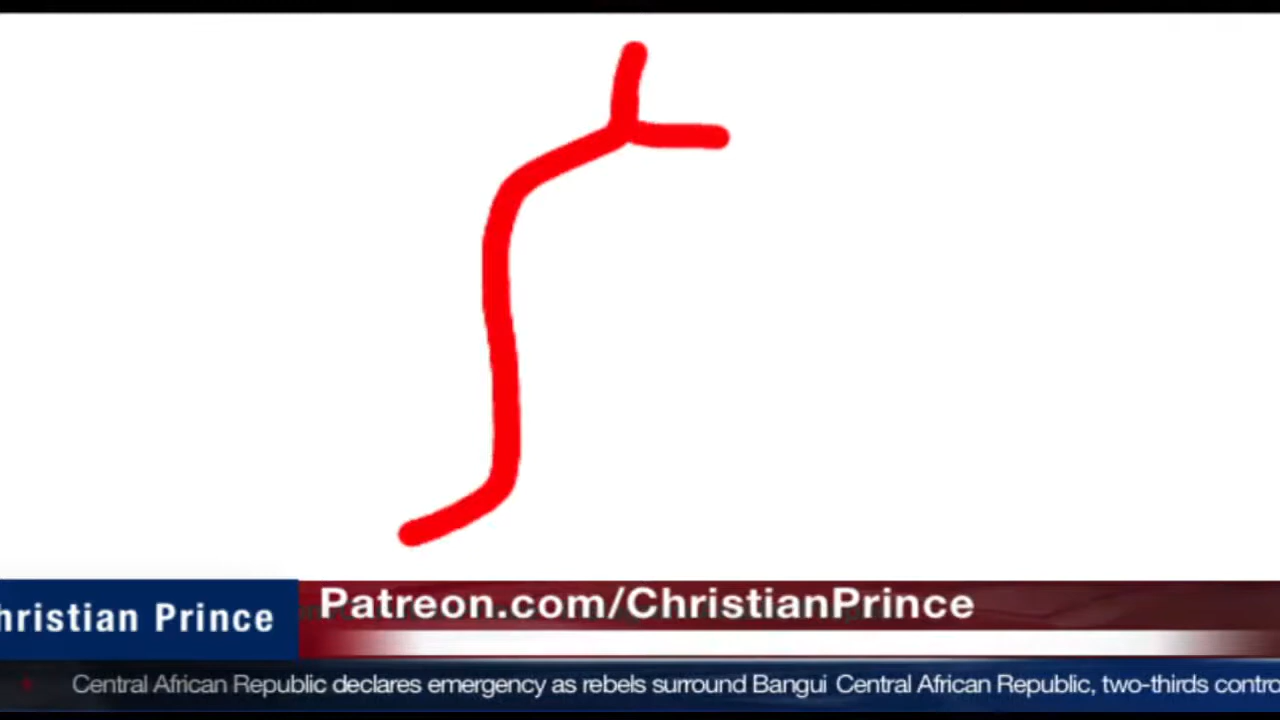 Patreon.com/ChristianPrince
hristian Prince
Central African Republic declares emergency as rebels surround Bangui Central African Republic, two-thirds contro